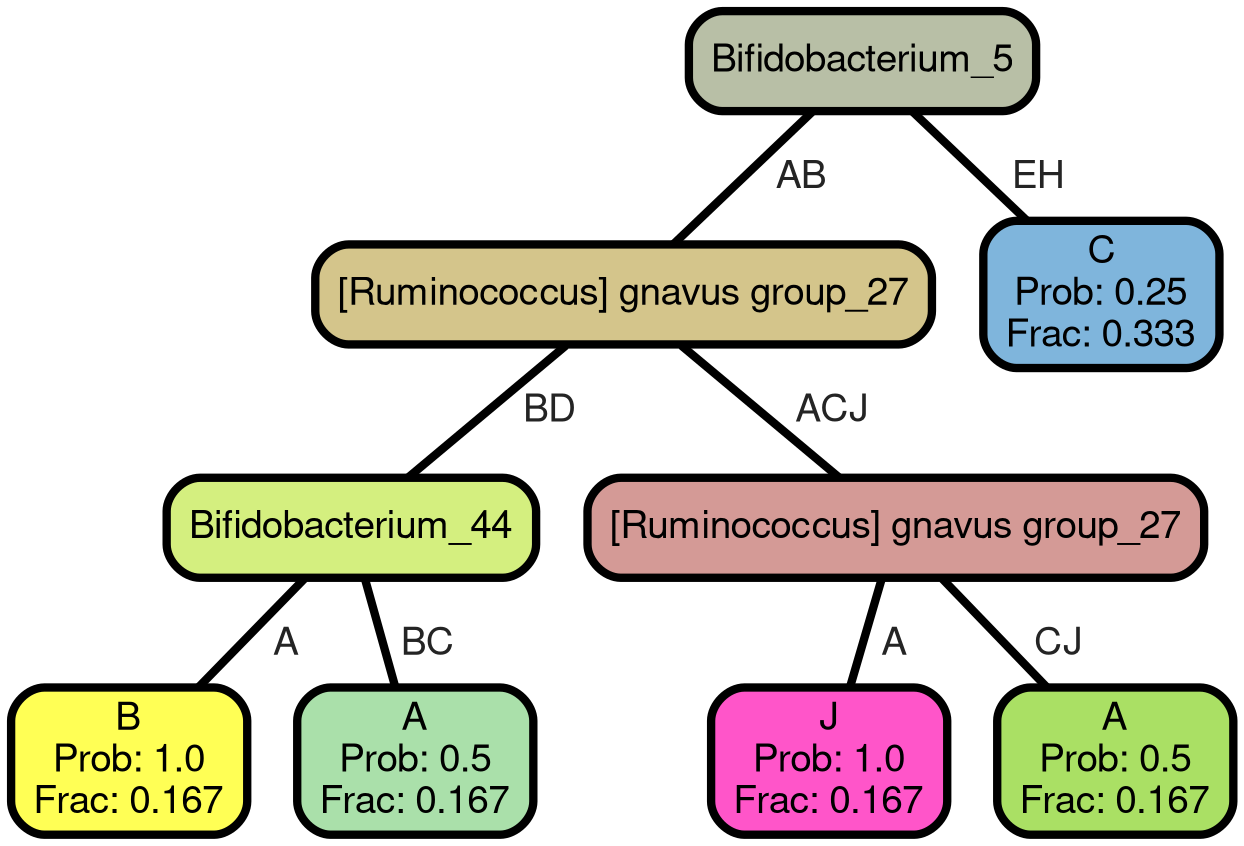 Bifidobacterium_5
AB
EH
[Ruminococcus] gnavus group_27
C
Prob: 0.25
Frac: 0.333
BD
ACJ
Bifidobacterium_44
[Ruminococcus] gnavus group_27
A
BC
A
CJ
B
Prob: 1.0
Frac: 0.167
A
Prob: 0.5
Frac: 0.167
J
Prob: 1.0
Frac: 0.167
A
Prob: 0.5
Frac: 0.167